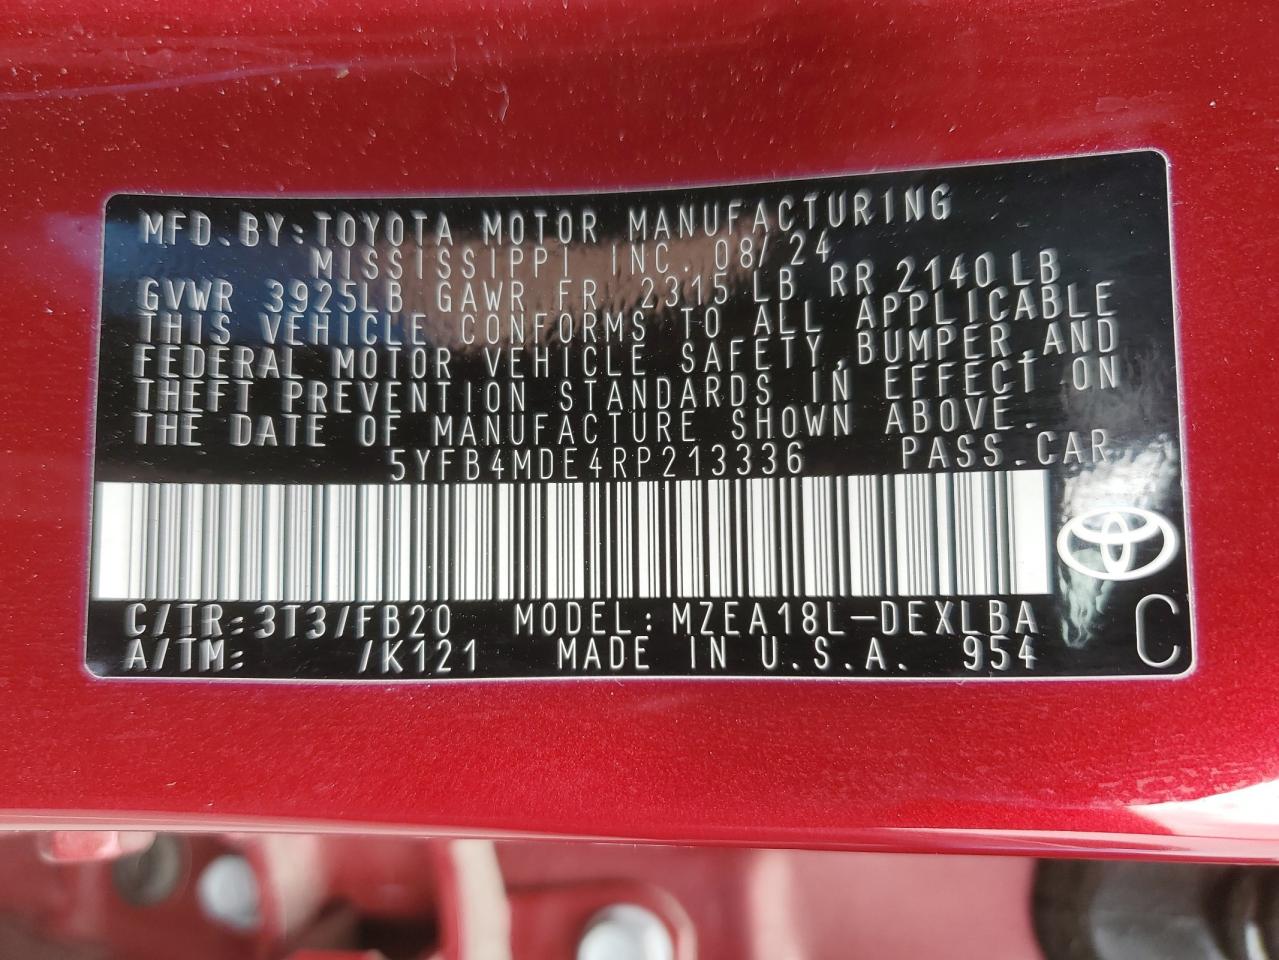 MFD.BY:TOYOTA MOTOR MANUFACTURING
MISSISSIPPI INC. 08/ 24
GVWR 3925LB GAWR FR 2315 LB RR 2140LB
THIS VEHICLE CONFORMS TO ALL APPLICABLE
FEDERAL MOTOR VEHICLE SAFETY,BUMPER,AND
THEFT PREVENTION STANDARDS IN EFFECT ON
THE DATE OF MANUFACTURE SHOWN ABOVE.
5YFB4MDE4RP213336 PASS.CAR
C/TR:3T3/FB20 MODEL:MZEA18L-DEXLBA
A/TM: /K121 MADE IN U.S.A. 954
C